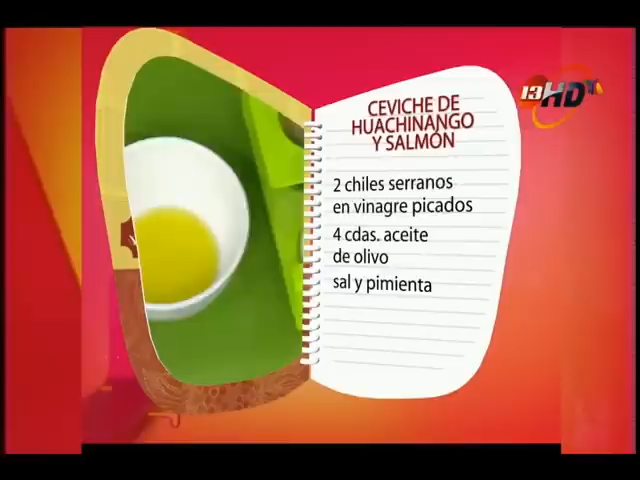 13HD
CEVICHE DE
HUACHINANGO
Y SALMÓN
2 chiles serranos
en vinagre picados
4 cdas. aceite
de olivo
sal y pimienta